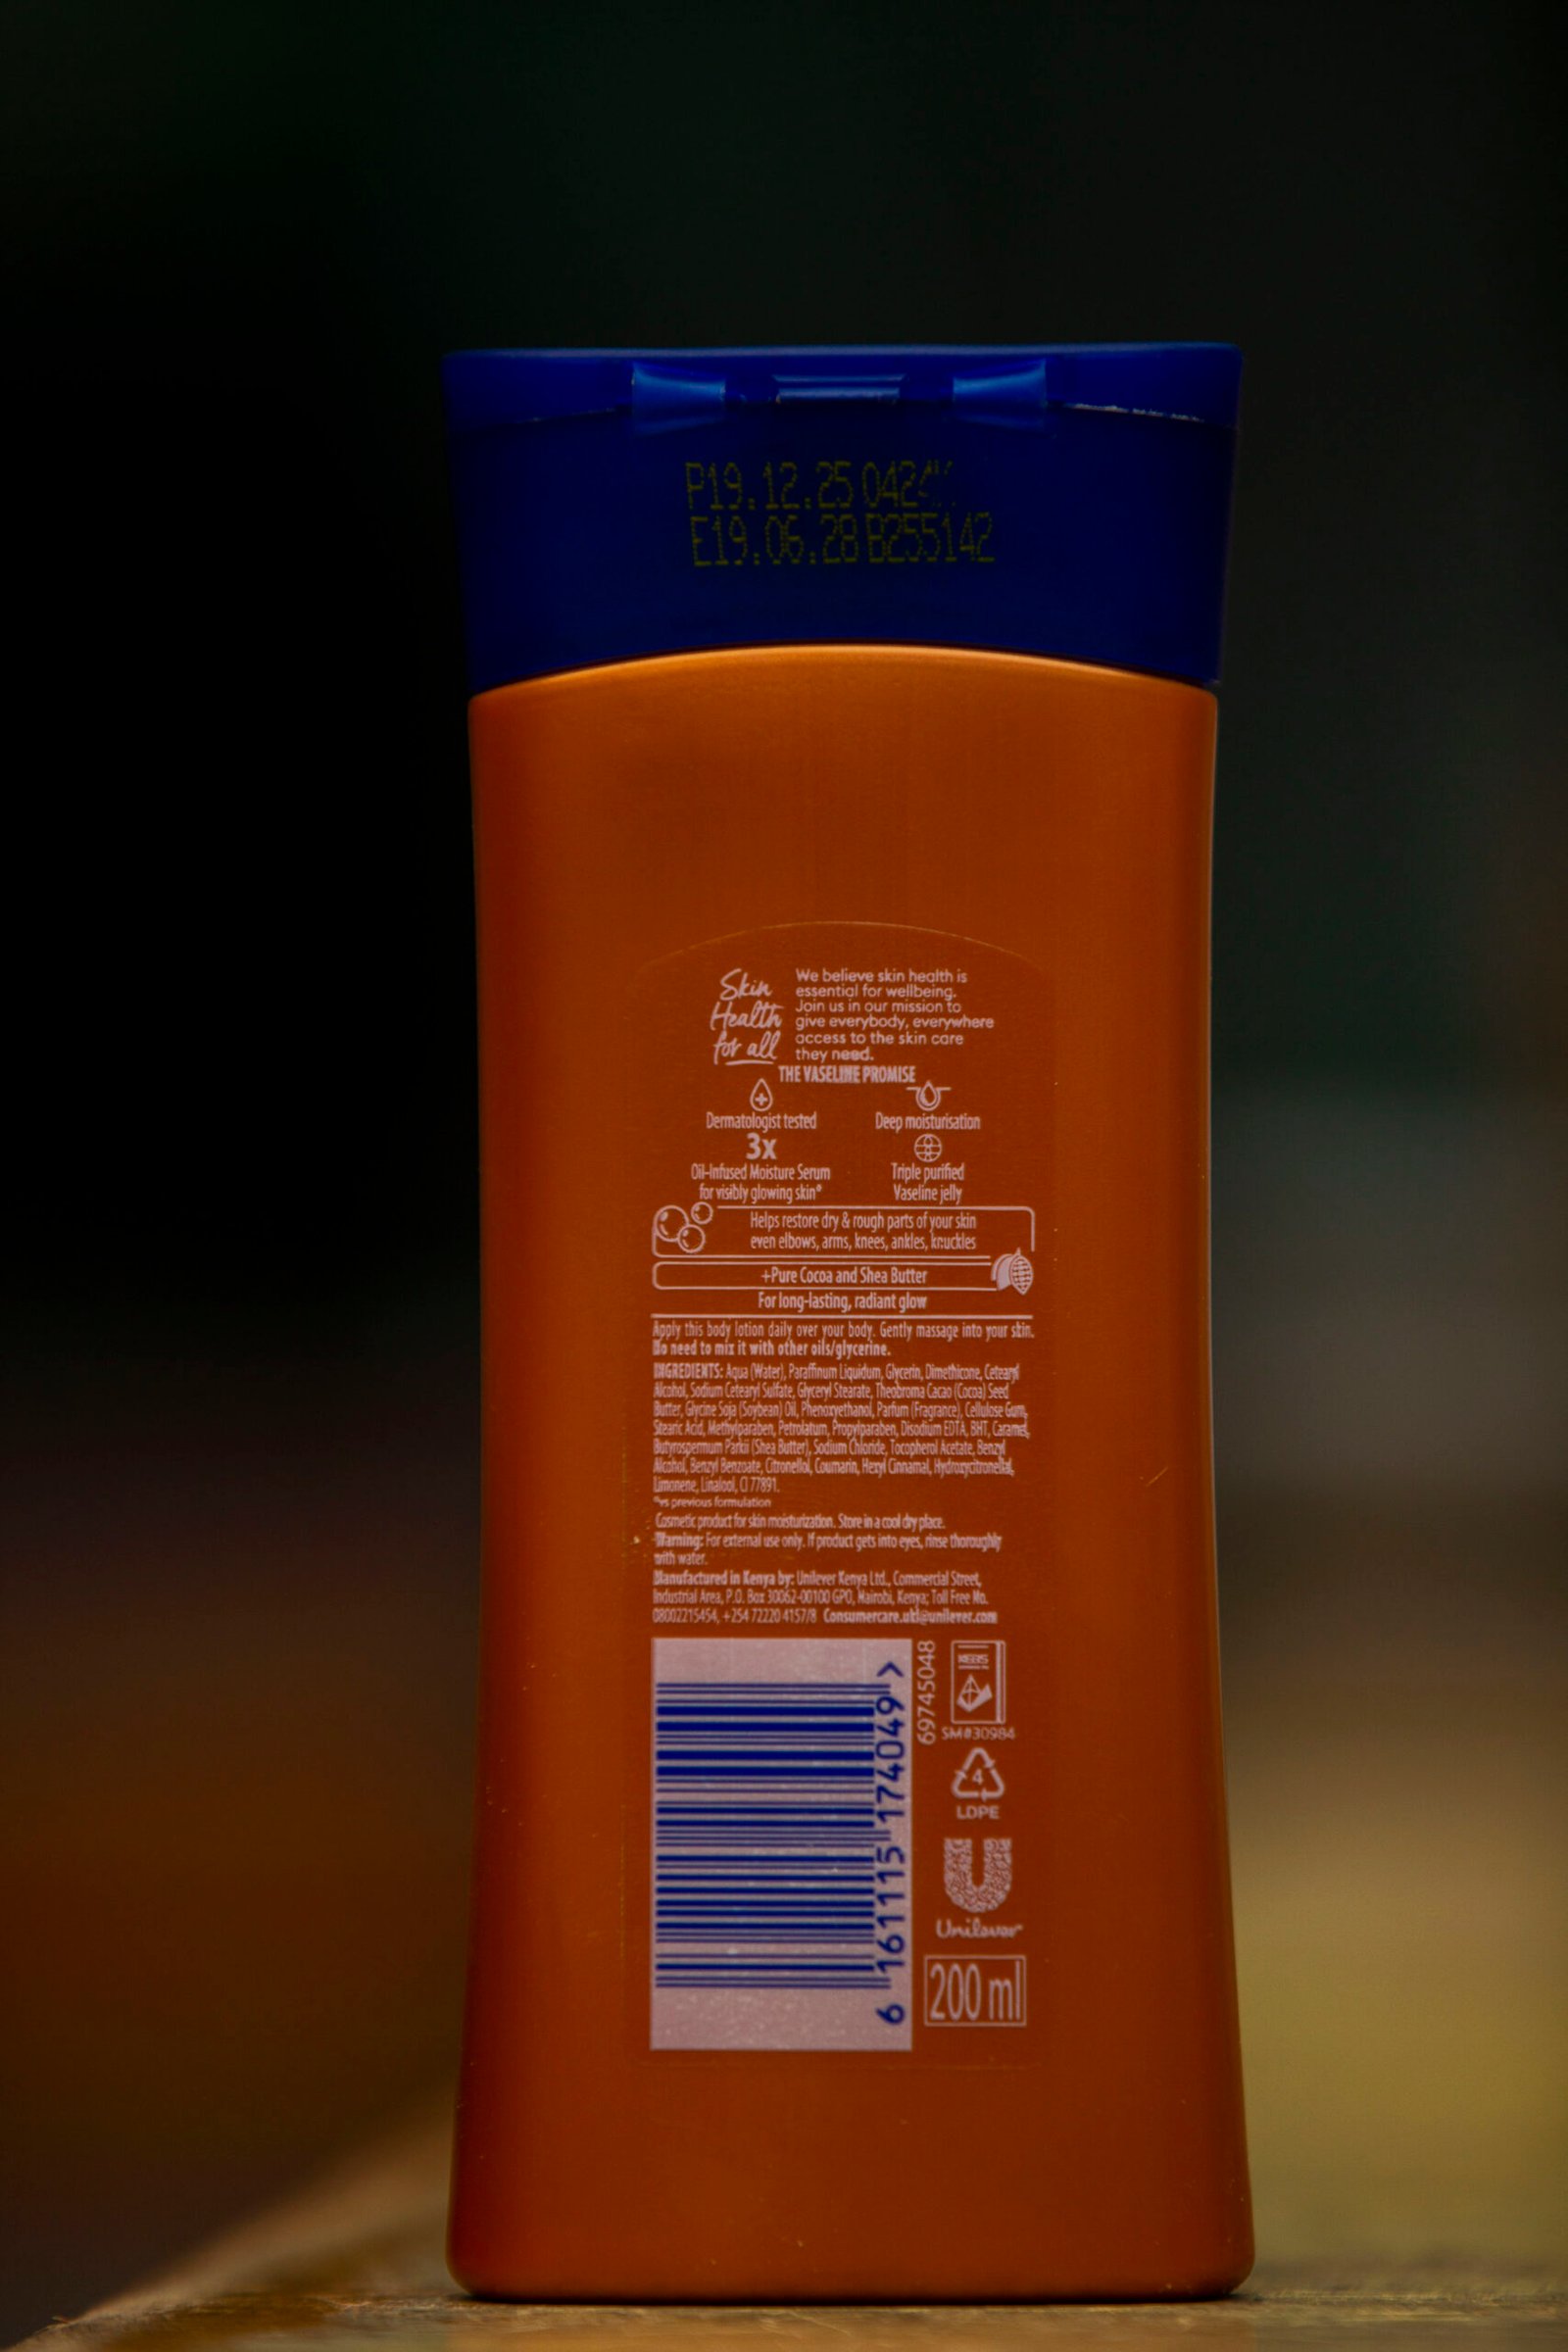 P19.12.25 0424
E19.06.28 B255142
Skin
Health
for all
We believe skin health is
essential for wellbeing.
Join us in our mission to
give everybody, everywhere
access to the skin care
they need.
THE VASELINE PROMISE
Dermatologist tested
Deep moisturisation
3x
Oil-Infused Moisture Serum
for visibly glowing skin*
Triple purified
Vaseline jelly
Helps restore dry & rough parts of your skin
even elbows, arms, knees, ankles, knuckles
+Pure Cocoa and Shea Butter
For long-lasting, radiant glow
Apply this body lotion daily over your body. Gently massage into your skin.
No need to mix it with other oils/glycerine.
INGREDIENTS: Aqua (Water), Paraffinum Liquidum, Glycerin, Dimethicone, Cetearyl
Alcohol, Sodium Cetearyl Sulfate, Glyceryl Stearate, Theobroma Cacao (Cocoa) Seed
Butter, Glycine Soja (Soybean) Oil, Phenoxyethanol, Parfum (Fragrance), Cellulose Gum,
Stearic Acid, Methylparaben, Petrolatum, Propylparaben, Disodium EDTA, BHT, Caramel,
Butyrospermum Parkii (Shea Butter), Sodium Chloride, Tocopherol Acetate, Benzyl
Alcohol, Benzyl Benzoate, Citronellol, Coumarin, Hexyl Cinnamal, Hydroxycitronellal,
Limonene, Linalool, CI 77891.
*vs previous formulation
Cosmetic product for skin moisturization. Store in a cool dry place.
Warning: For external use only. If product gets into eyes, rinse thoroughly
with water.
Manufactured in Kenya by: Unilever Kenya Ltd., Commercial Street,
Industrial Area, P.O. Box 30062-00100 GPO, Nairobi, Kenya; Toll Free No.
08002215454, +254 72220 4157/8 Consumercare.ukl@unilever.com
6 161115 174049 >
69745048
KEBS
SM#30984
4
LDPE
Unilever
200 ml